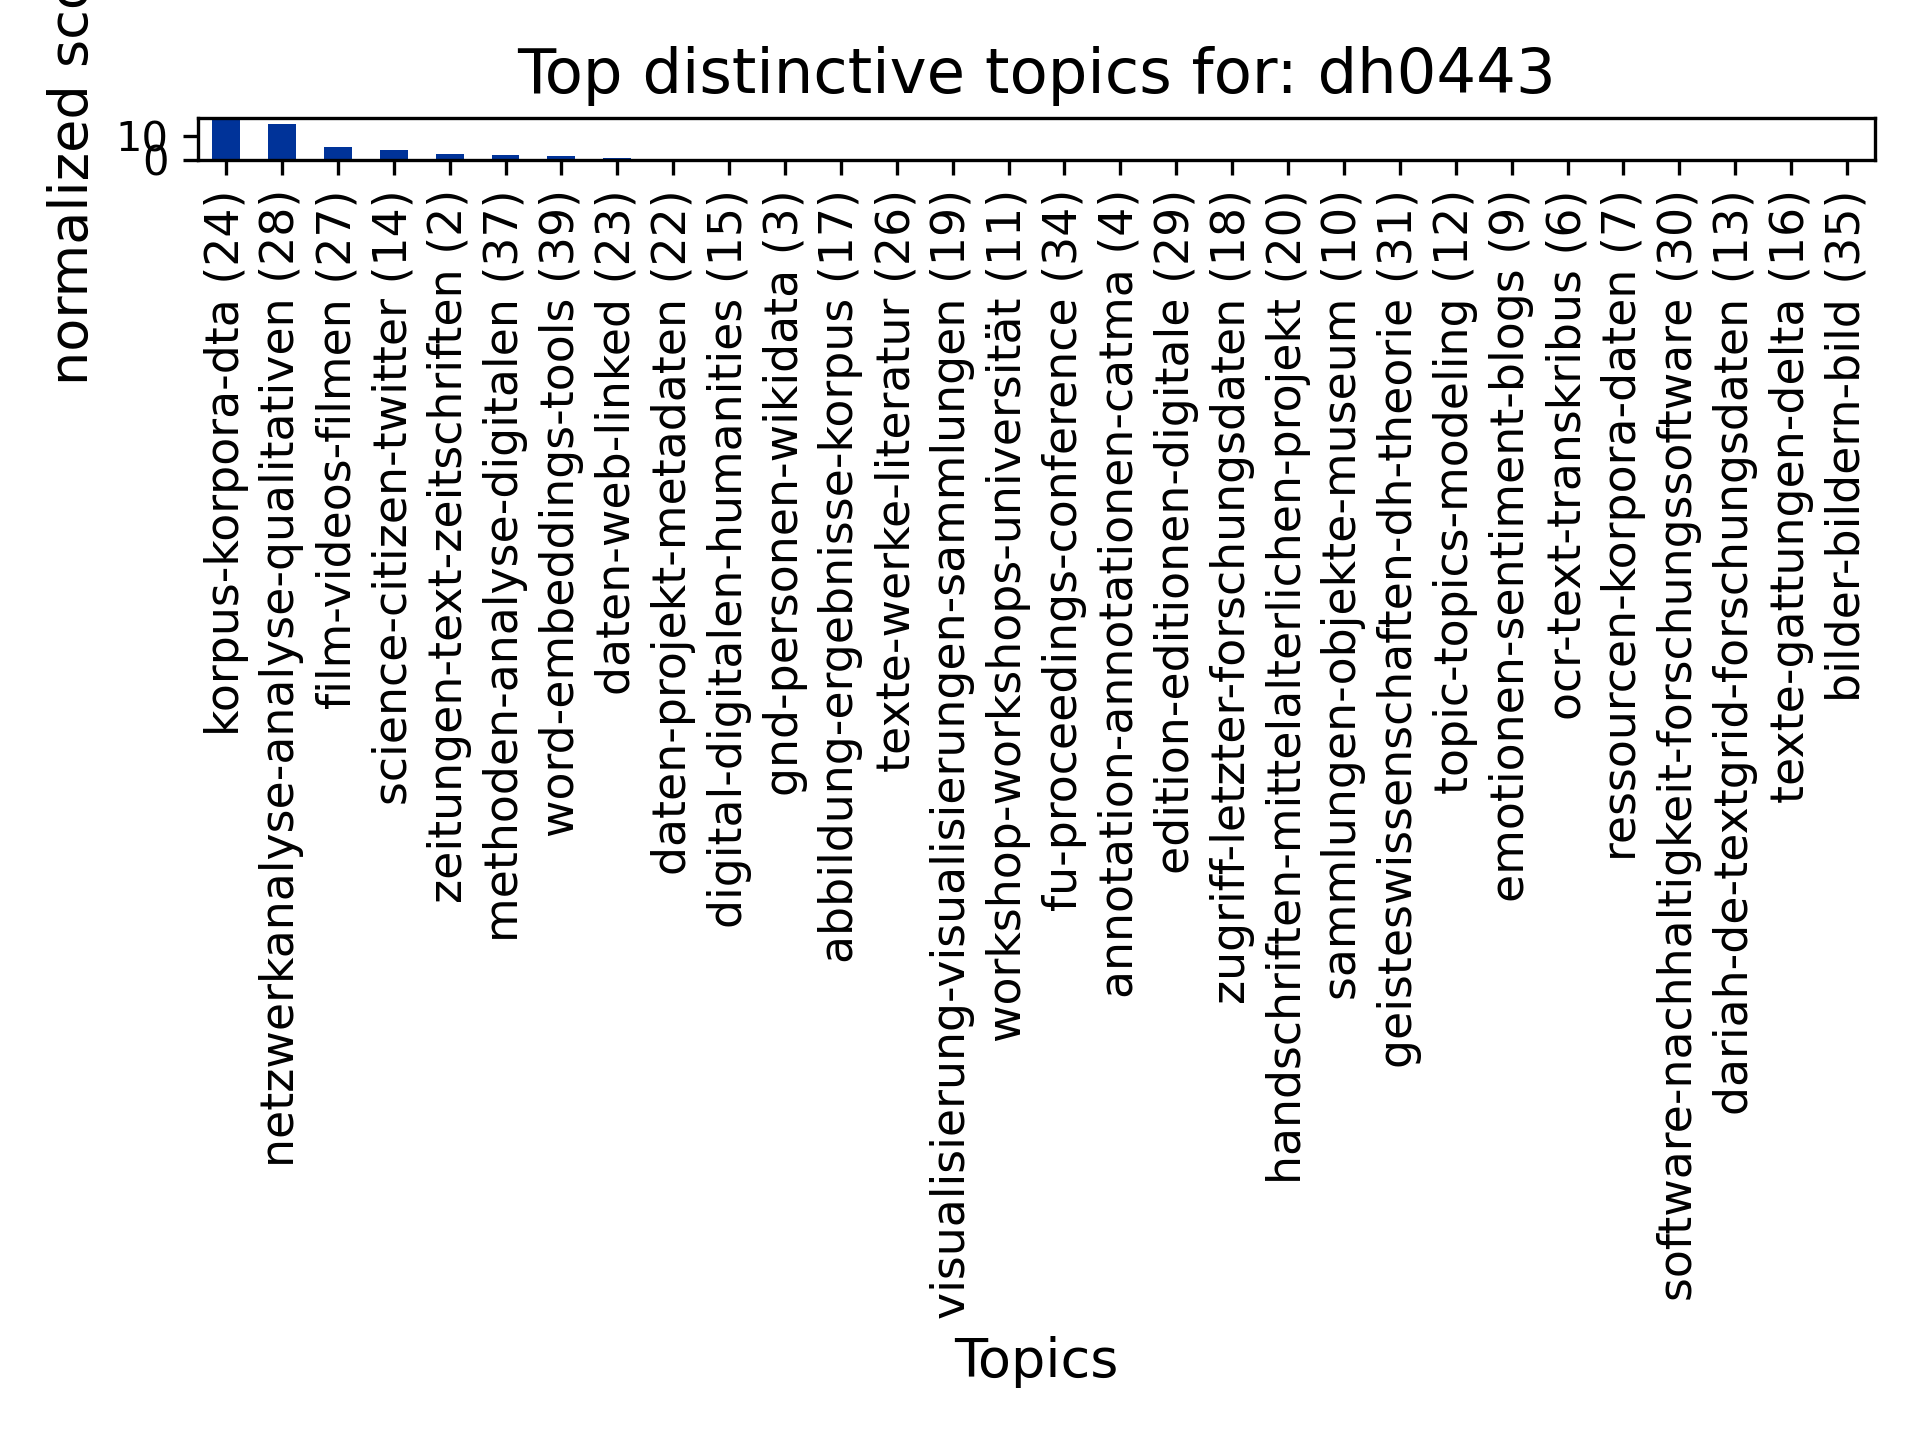 Top distinctive topics for: dh0443
normalized sco
10
0
korpus-korpora-dta (24)
netzwerkanalyse-analyse-qualitativen (28)
film-videos-filmen (27)
science-citizen-twitter (14)
zeitungen-text-zeitschriften (2)
methoden-analyse-digitalen (37)
word-embeddings-tools (39)
daten-web-linked (23)
daten-projekt-metadaten (22)
digital-digitalen-humanities (15)
gnd-personen-wikidata (3)
abbildung-ergebnisse-korpus (17)
texte-werke-literatur (26)
visualisierung-visualisierungen-sammlungen (19)
workshop-workshops-universität (11)
fu-proceedings-conference (34)
annotation-annotationen-catma (4)
edition-editionen-digitale (29)
zugriff-letzter-forschungsdaten (18)
handschriften-mittelalterlichen-projekt (20)
sammlungen-objekte-museum (10)
geisteswissenschaften-dh-theorie (31)
topic-topics-modeling (12)
emotionen-sentiment-blogs (9)
ocr-text-transkribus (6)
ressourcen-korpora-daten (7)
software-nachhaltigkeit-forschungssoftware (30)
dariah-de-textgrid-forschungsdaten (13)
texte-gattungen-delta (16)
bilder-bildern-bild (35)
Topics